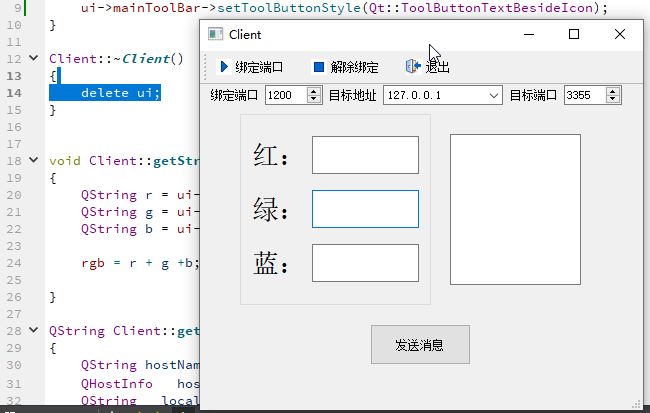 9 ui->mainToolBar->setToolButtonStyle(Qt::ToolButtonTextBesideIcon);
10 }
11
12 Client::~Client()
13 {
14 delete ui;
15 }
16
17
18 void Client::getStr
19 {
20 QString r = ui-
21 QString g = ui-
22 QString b = ui-
23
24 rgb = r + g +b;
25
26 }
27
28 QString Client::get
29 {
30 QString hostNam
31 QHostInfo hos
32 QString loca
Client
绑定端口 解除绑定 退出
绑定端口 1200 目标地址 127.0.0.1 目标端口 3355
红：
绿：
蓝：
发送消息